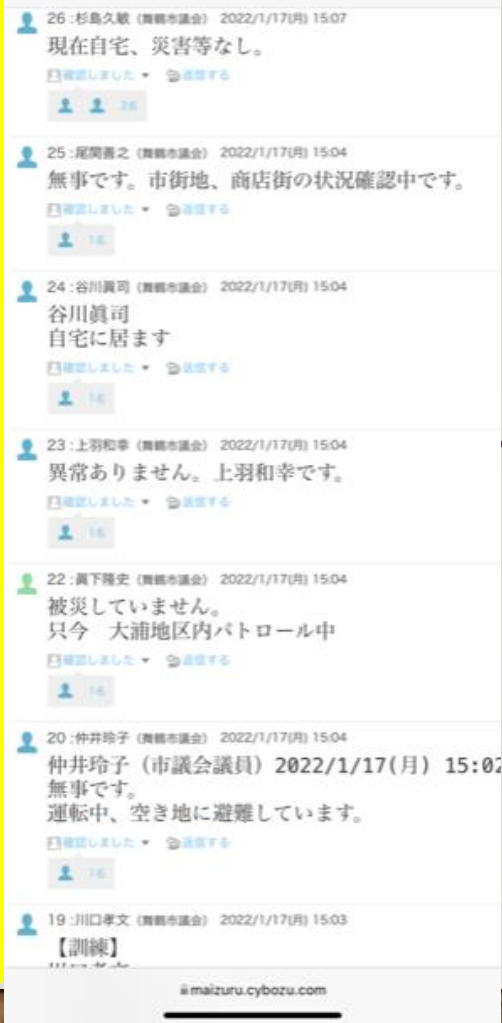 26 :杉島久敏 (舞鶴市議会) 2022/1/17(月) 15:07
現在自宅、災害等なし。
確認しました ▼ 返信する
26
25 :尾関善之 (舞鶴市議会) 2022/1/17(月) 15:04
無事です。市街地、商店街の状況確認中です。
確認しました ▼ 返信する
16
24 :谷川眞司 (舞鶴市議会) 2022/1/17(月) 15:04
谷川眞司
自宅に居ます
確認しました ▼ 返信する
16
23 :上羽和幸 (舞鶴市議会) 2022/1/17(月) 15:04
異常ありません。上羽和幸です。
確認しました ▼ 返信する
16
22 :眞下隆史 (舞鶴市議会) 2022/1/17(月) 15:04
被災していません。
只今 大浦地区内パトロール中
確認しました ▼ 返信する
16
20 :仲井玲子 (舞鶴市議会) 2022/1/17(月) 15:04
仲井玲子（市議会議員）2022/1/17(月) 15:02
無事です。
運転中、空き地に避難しています。
確認しました ▼ 返信する
16
19 :川口孝文 (舞鶴市議会) 2022/1/17(月) 15:03
【訓練】
maizuru.cybozu.com